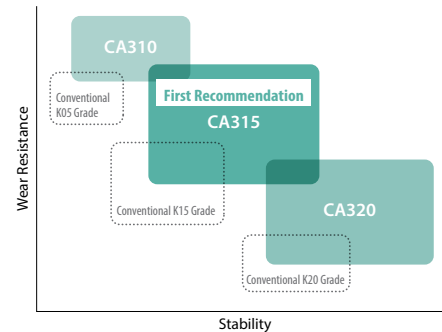 CA310
Conventional
K05 Grade
First Recommendation
CA315
Conventional K15 Grade
CA320
Conventional K20 Grade
Wear Resistance
Stability